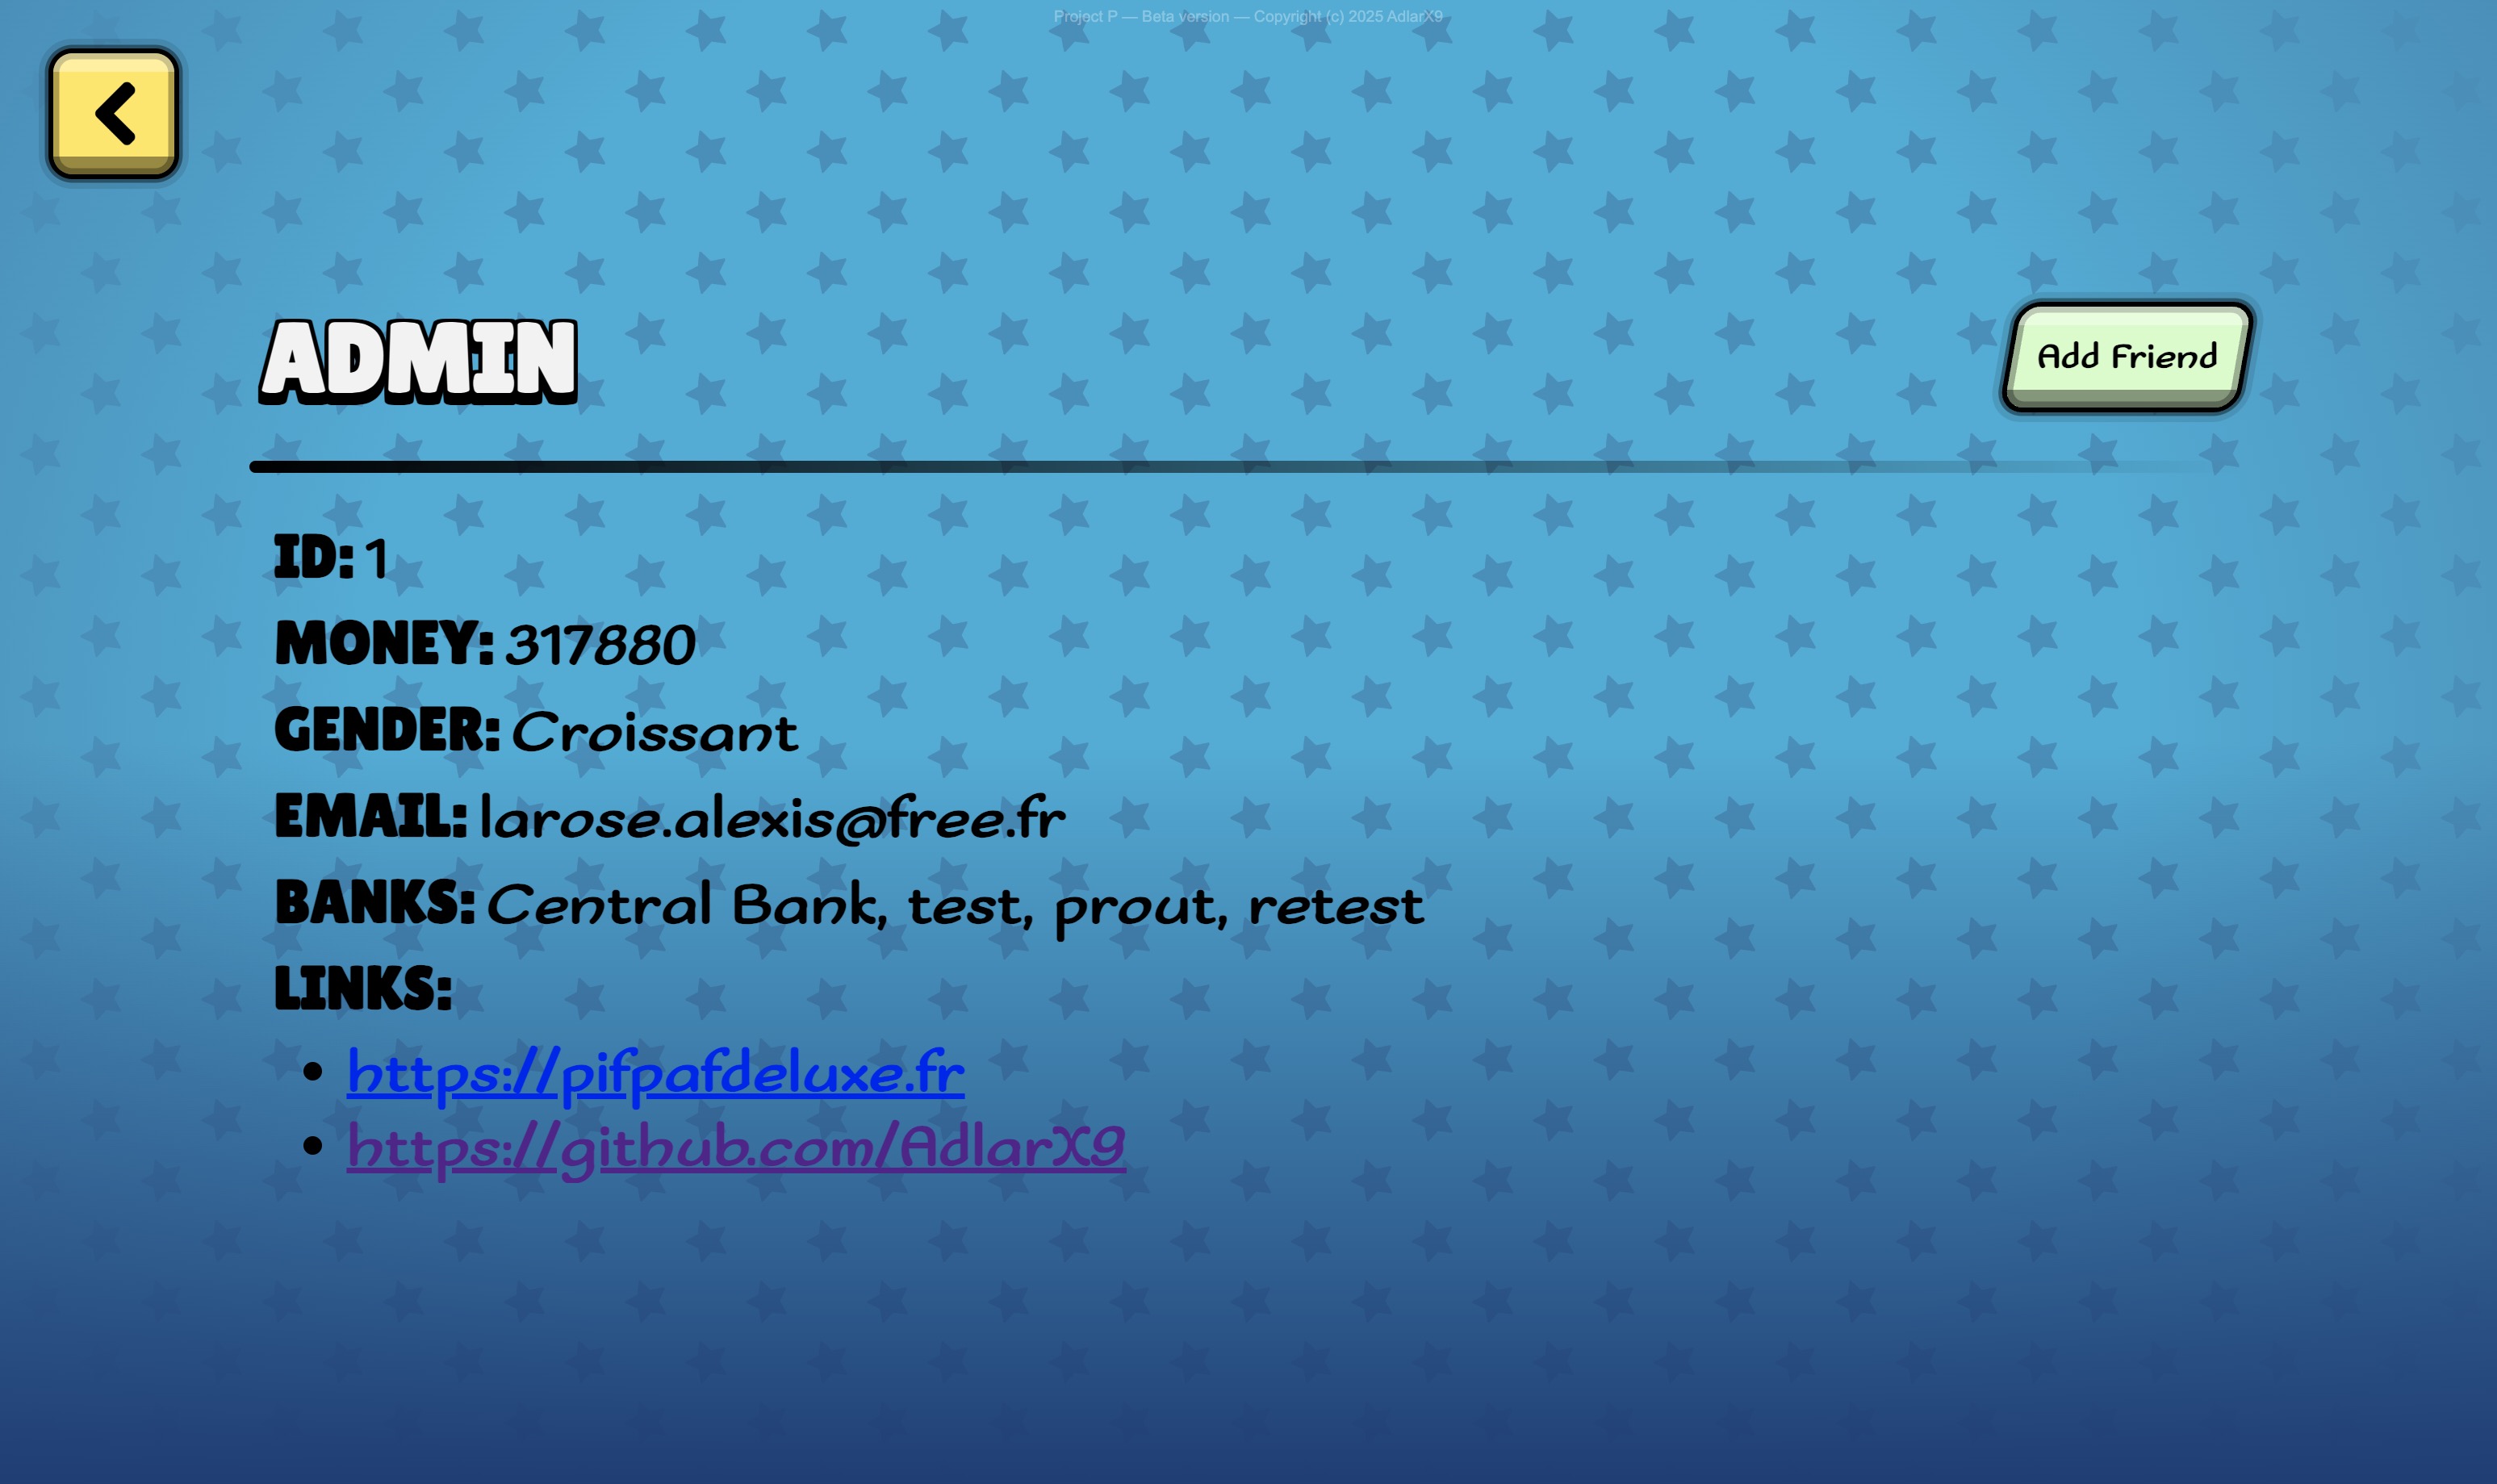 Project P — Beta version — Copyright (c) 2025 AdlarX9
ADMIN
Add Friend
ID: 1
MONEY: 317880
GENDER: Croissant
EMAIL: larose.alexis@free.fr
BANKS: Central Bank, test, prout, retest
LINKS:
• https://pifpafdeluxe.fr
• https://github.com/AdlarX9